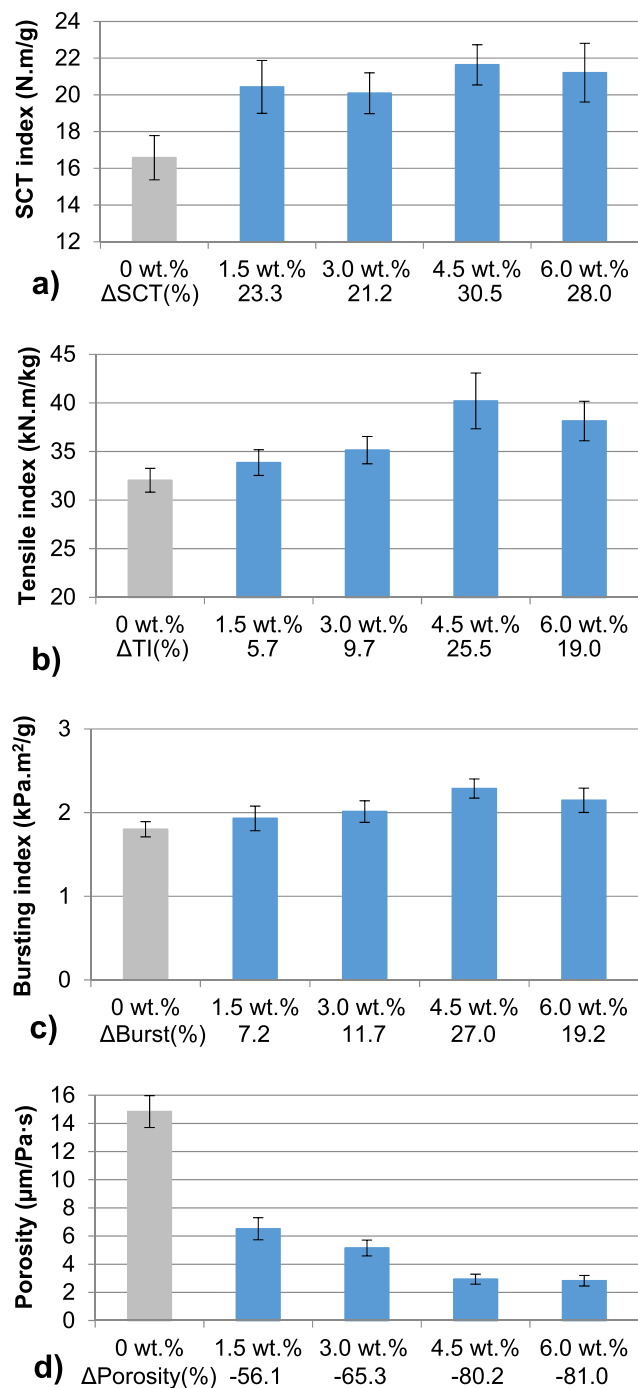 SCT index (N.m/g)
24
22
20
18
16
14
12
0 wt.% 1.5 wt.% 3.0 wt.% 4.5 wt.% 6.0 wt.%
a) ΔSCT(%) 23.3 21.2 30.5 28.0
Tensile index (kN.m/kg)
45
40
35
30
25
20
0 wt.% 1.5 wt.% 3.0 wt.% 4.5 wt.% 6.0 wt.%
b) ΔTI(%) 5.7 9.7 25.5 19.0
Bursting index (kPa.m²/g)
3
2
1
0
0 wt.% 1.5 wt.% 3.0 wt.% 4.5 wt.% 6.0 wt.%
c) ΔBurst(%) 7.2 11.7 27.0 19.2
Porosity (µm/Pa·s)
16
14
12
10
8
6
4
2
0
0 wt.% 1.5 wt.% 3.0 wt.% 4.5 wt.% 6.0 wt.%
d) ΔPorosity(%) -56.1 -65.3 -80.2 -81.0